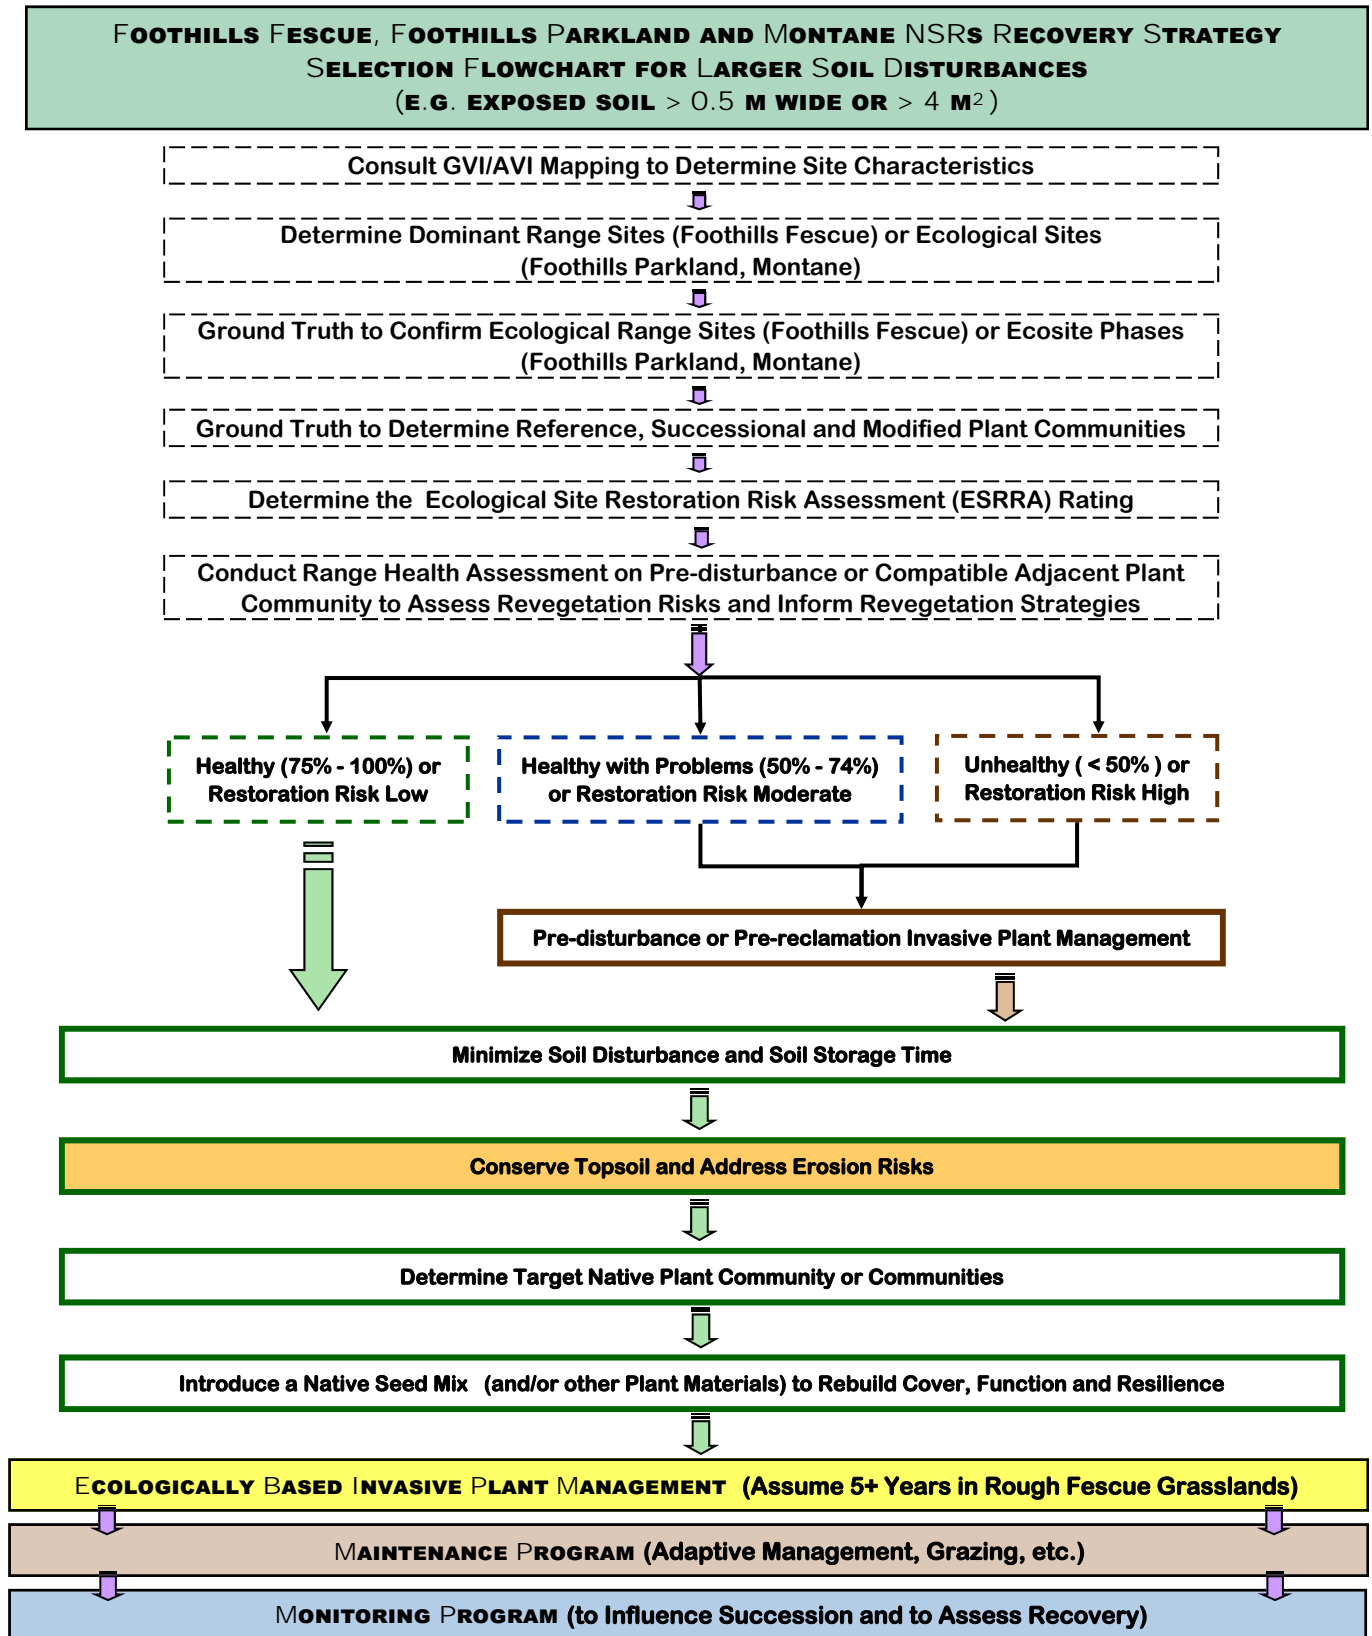 FOOTHILLS FESCUE, FOOTHILLS PARKLAND AND MONTANE NSRS RECOVERY STRATEGY
SELECTION FLOWCHART FOR LARGER SOIL DISTURBANCES
(E.G. EXPOSED SOIL > 0.5 M WIDE OR > 4 M²)
Consult GVI/AVI Mapping to Determine Site Characteristics
Determine Dominant Range Sites (Foothills Fescue) or Ecological Sites
(Foothills Parkland, Montane)
Ground Truth to Confirm Ecological Range Sites (Foothills Fescue) or Ecosite Phases
(Foothills Parkland, Montane)
Ground Truth to Determine Reference, Successional and Modified Plant Communities
Determine the Ecological Site Restoration Risk Assessment (ESRRA) Rating
Conduct Range Health Assessment on Pre-disturbance or Compatible Adjacent Plant
Community to Assess Revegetation Risks and Inform Revegetation Strategies
Healthy (75% - 100%) or
Restoration Risk Low
Healthy with Problems (50% - 74%)
or Restoration Risk Moderate
Unhealthy ( < 50% ) or
Restoration Risk High
Pre-disturbance or Pre-reclamation Invasive Plant Management
Minimize Soil Disturbance and Soil Storage Time
Conserve Topsoil and Address Erosion Risks
Determine Target Native Plant Community or Communities
Introduce a Native Seed Mix (and/or other Plant Materials) to Rebuild Cover, Function and Resilience
ECOLOGICALLY BASED INVASIVE PLANT MANAGEMENT (Assume 5+ Years in Rough Fescue Grasslands)
MAINTENANCE PROGRAM (Adaptive Management, Grazing, etc.)
MONITORING PROGRAM (to Influence Succession and to Assess Recovery)